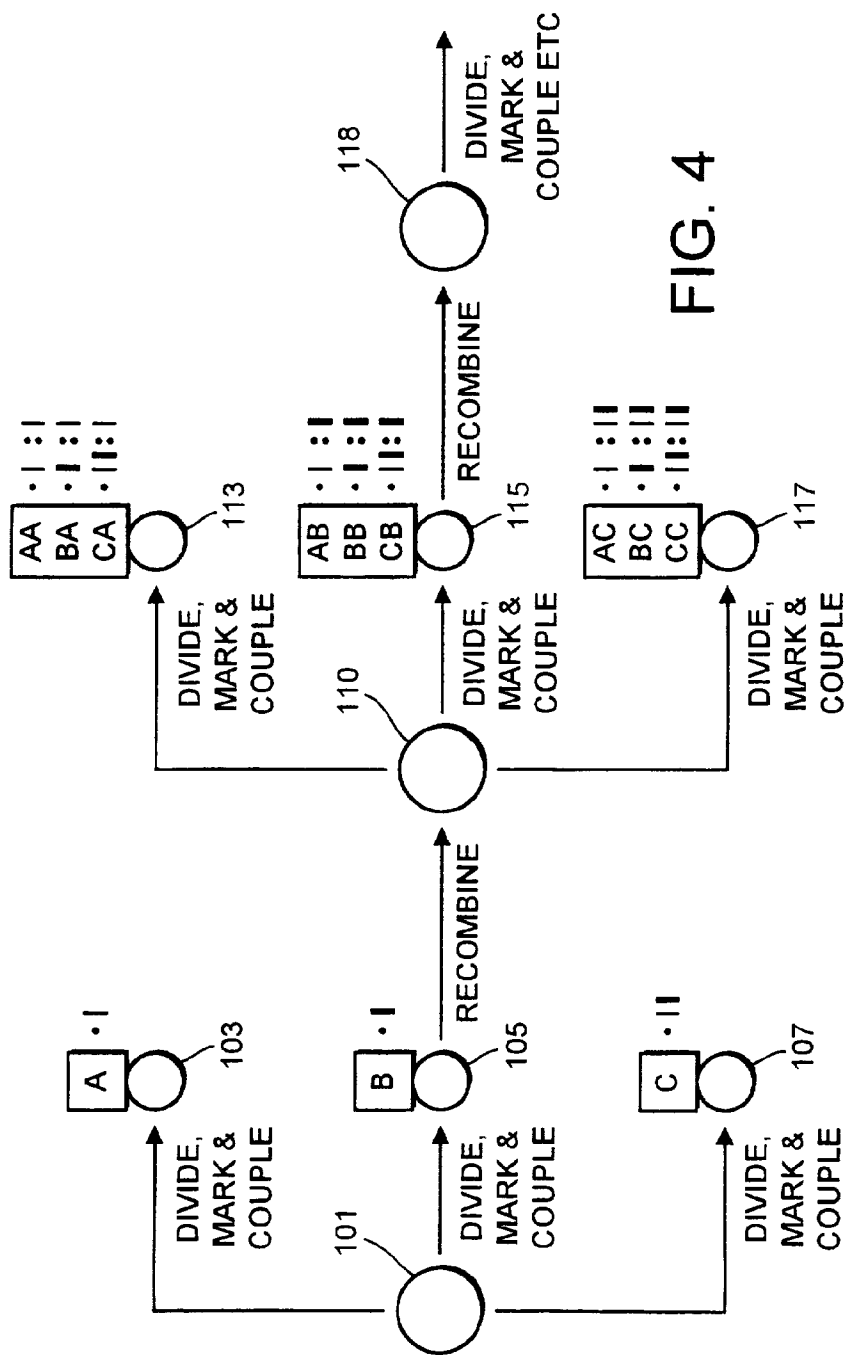 101
DIVIDE,
MARK &
COUPLE
DIVIDE,
MARK &
COUPLE
DIVIDE,
MARK &
COUPLE
A
103
B
105
C
107
RECOMBINE
110
DIVIDE,
MARK &
COUPLE
DIVIDE,
MARK &
COUPLE
DIVIDE,
MARK &
COUPLE
AA
BA
CA
113
AB
BB
CB
115
AC
BC
CC
117
RECOMBINE
118
DIVIDE,
MARK &
COUPLE ETC
FIG. 4